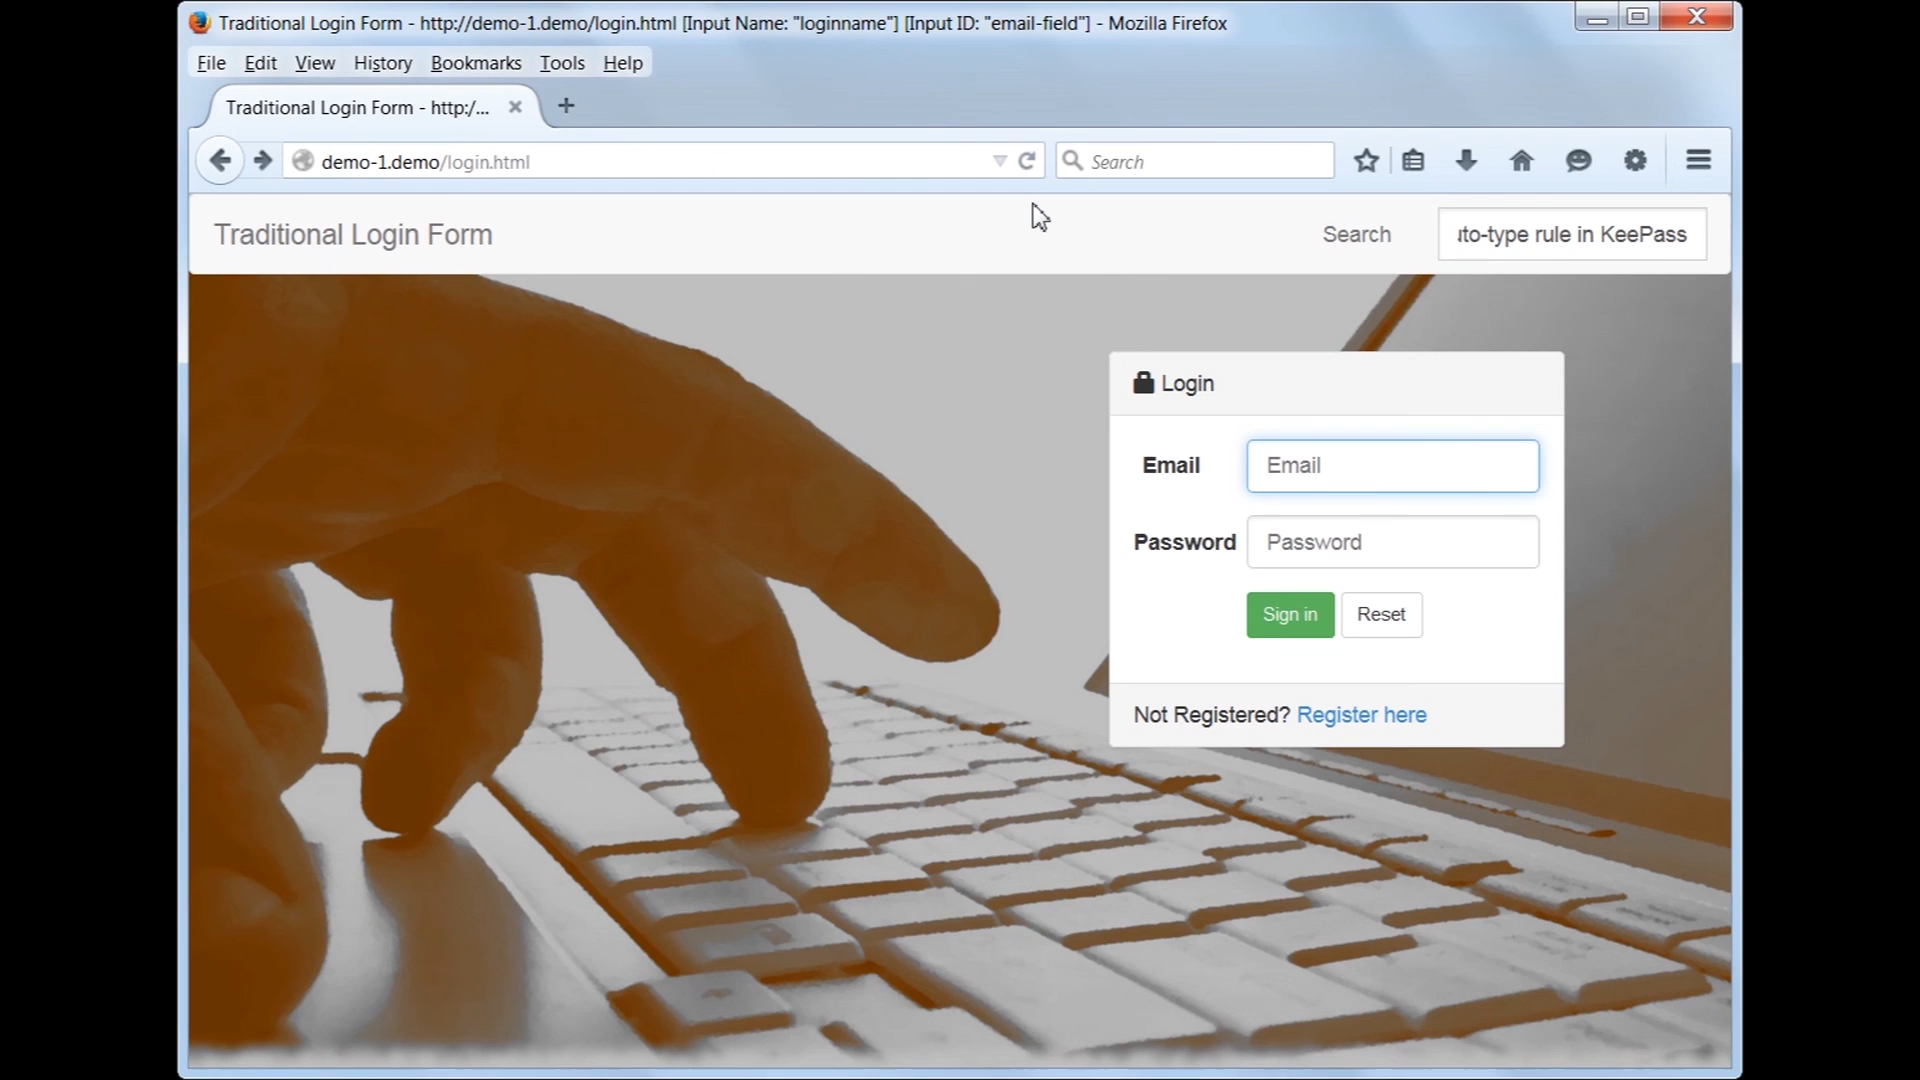 Traditional Login Form - http://demo-1.demo/login.html [Input Name: "loginname"] [Input ID: "email-field"] - Mozilla Firefox
File Edit View History Bookmarks Tools Help
Traditional Login Form - http:/...
demo-1.demo/login.html
Search
Traditional Login Form
Search
ito-type rule in KeePass
Login
Email
Email
Password
Password
Sign in
Reset
Not Registered? Register here